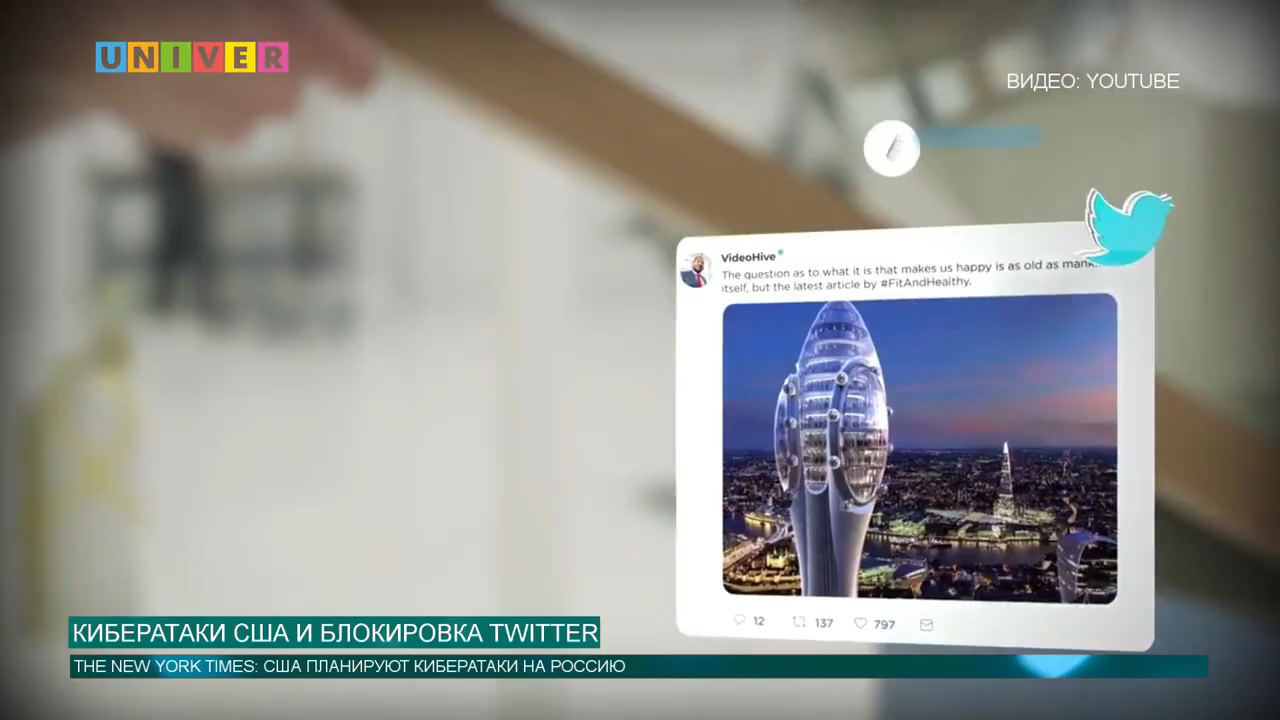 UNIVER
ВИДЕО: YOUTUBE
VideoHive
The question as to what it is that makes us happy is as old as
itself, but the latest article by #FitAndHealthy.
12 137 797
КИБЕРАТАКИ США И БЛОКИРОВКА TWITTER
THE NEW YORK TIMES: США ПЛАНИРУЮТ КИБЕРАТАКИ НА РОССИЮ